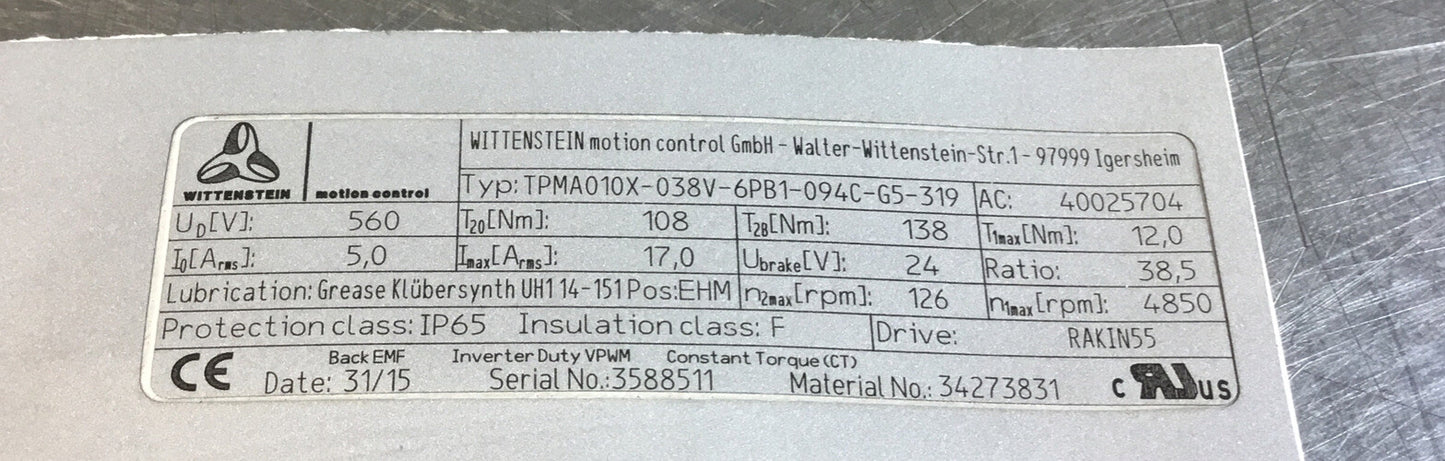 WITTENSTEIN motion control
WITTENSTEIN motion control GmbH - Walter-Wittenstein-Str.1 - 97999 Igersheim
Typ: TPMA010X-038V-6PB1-094C-G5-319 AC: 40025704
UD[V]: 560 T20[Nm]: 108 T2B[Nm]: 138 T1max[Nm]: 12,0
I0[Arms]: 5,0 Imax[Arms]: 17,0 Ubrake[V]: 24 Ratio: 38,5
Lubrication: Grease Klübersynth UH1 14-151 Pos:EHM n2max[rpm]: 126 n1max[rpm]: 4850
Protection class: IP65 Insulation class: F Drive: RAKIN55
CE Back EMF Inverter Duty VPWM Constant Torque (CT)
Date: 31/15 Serial No.:3588511 Material No.: 34273831 c RU us